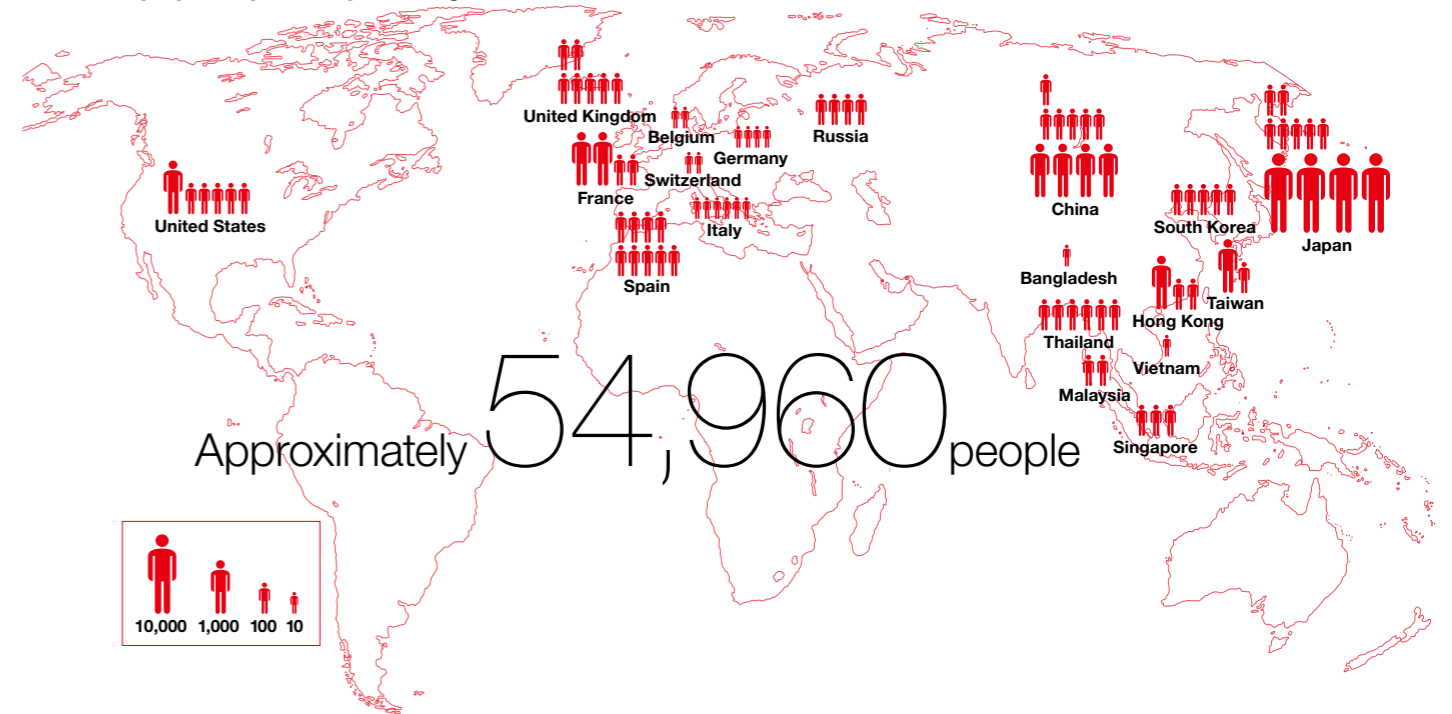 United Kingdom
Belgium
Russia
Germany
Switzerland
France
United States
Italy
Spain
China
South Korea
Japan
Bangladesh
Taiwan
Hong Kong
Thailand
Vietnam
Malaysia
Singapore
Approximately 54,960 people
10,000 1,000 100 10